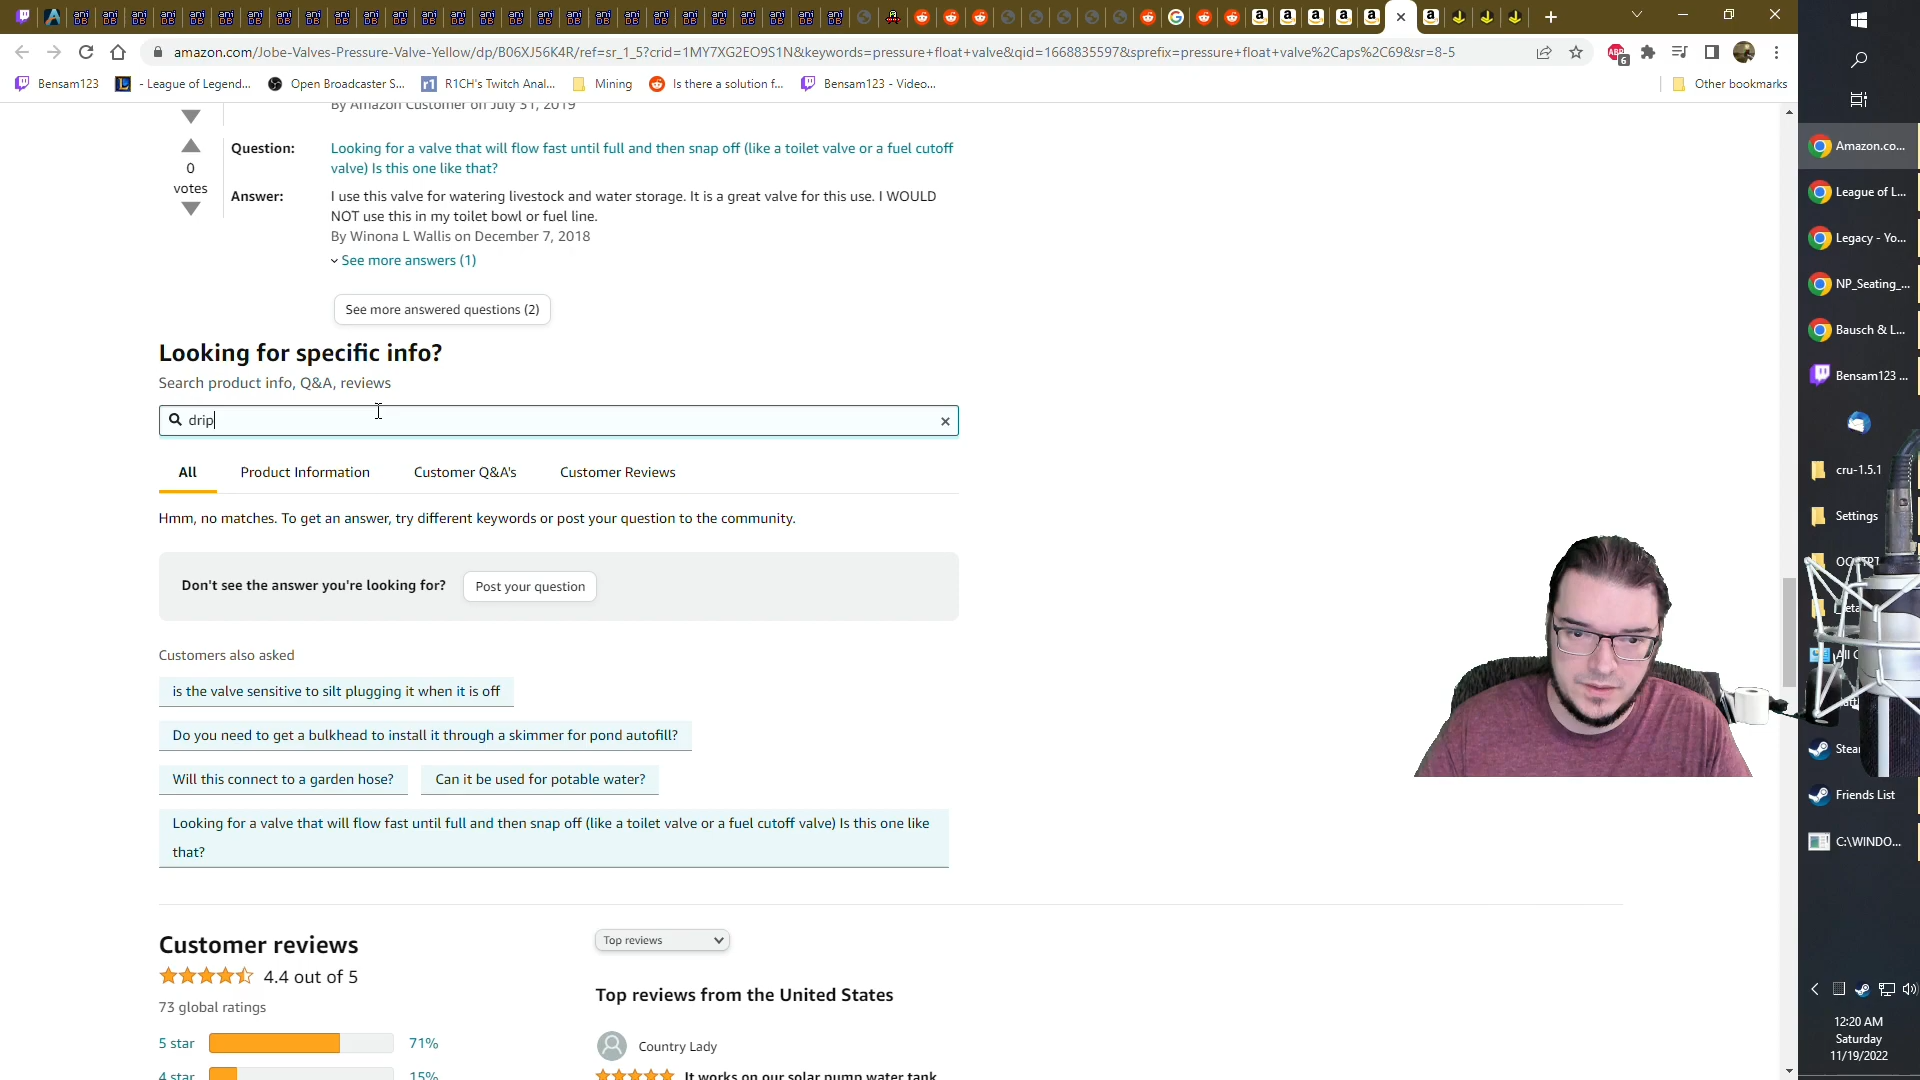 amazon.com/Jobe-Valves-Pressure-Valve-Yellow/dp/B06XJ56K4R/ref=sr_1_5?crid=1MY7XG2EO9S1N&keywords=pressure+float+valve&qid=1668835597&sprefix=pressure+float+valve%2Caps%2C69&sr=8-5
Bensam123
- League of Legend...
Open Broadcaster S...
R1CH's Twitch Anal...
Mining
Is there a solution f...
Bensam123 - Video...
Other bookmarks
By Amazon Customer on July 31, 2019
0
votes
Question:
Looking for a valve that will flow fast until full and then snap off (like a toilet valve or a fuel cutoff
valve) Is this one like that?
Answer:
I use this valve for watering livestock and water storage. It is a great valve for this use. I WOULD
NOT use this in my toilet bowl or fuel line.
By Winona L Wallis on December 7, 2018
See more answers (1)
See more answered questions (2)
Looking for specific info?
Search product info, Q&A, reviews
drip
All
Product Information
Customer Q&A's
Customer Reviews
Hmm, no matches. To get an answer, try different keywords or post your question to the community.
Don't see the answer you're looking for?
Post your question
Customers also asked
is the valve sensitive to silt plugging it when it is off
Do you need to get a bulkhead to install it through a skimmer for pond autofill?
Will this connect to a garden hose?
Can it be used for potable water?
Looking for a valve that will flow fast until full and then snap off (like a toilet valve or a fuel cutoff valve) Is this one like
that?
Customer reviews
4.4 out of 5
73 global ratings
5 star
71%
4 star
15%
Top reviews
Top reviews from the United States
Country Lady
It works on our solar pump water tank
Amazon.co...
League of L...
Legacy - Yo...
NP_Seating_...
Bausch & L...
Bensam123 ...
cru-1.5.1
Settings
All C
Stea
Friends List
C:\WINDO...
12:20 AM
Saturday
11/19/2022